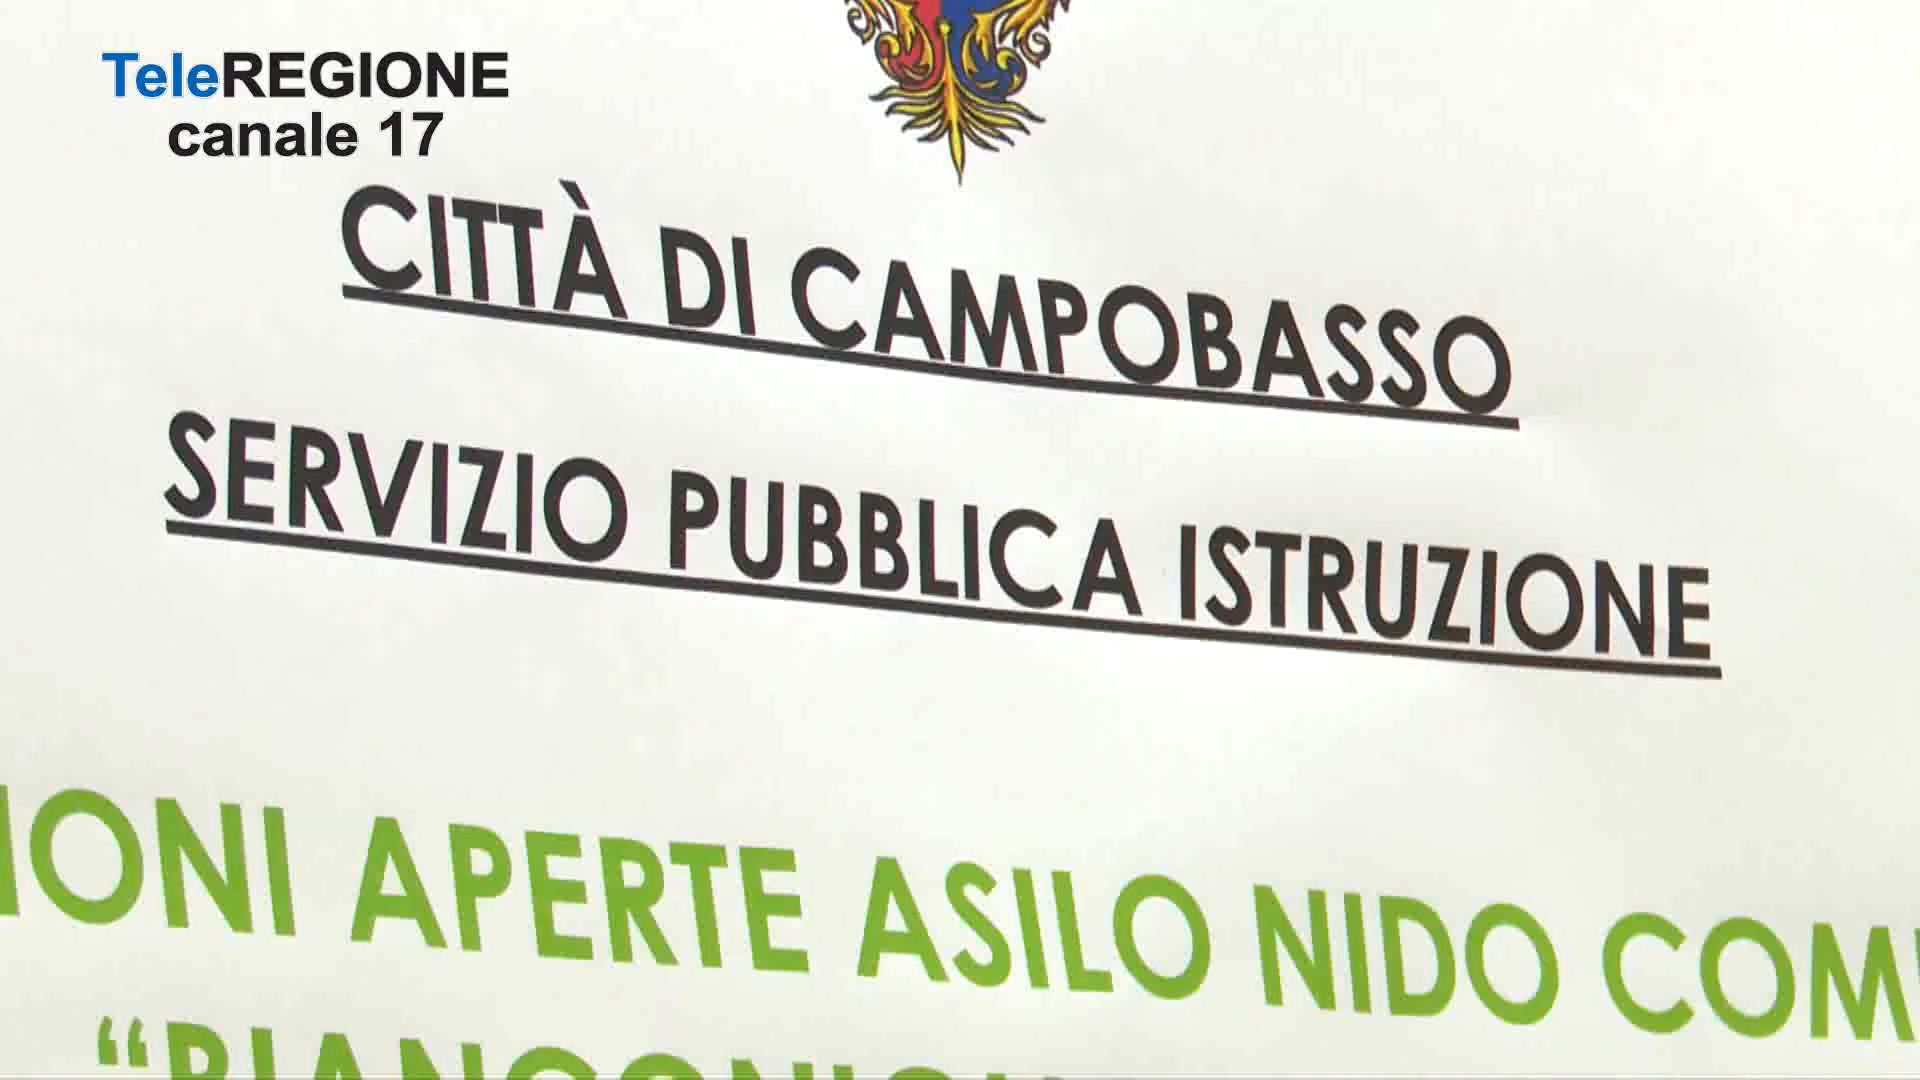 TeleREGIONE
canale 17
CITTÀ DI CAMPOBASSO
SERVIZIO PUBBLICA ISTRUZIONE
IONI APERTE ASILO NIDO COM